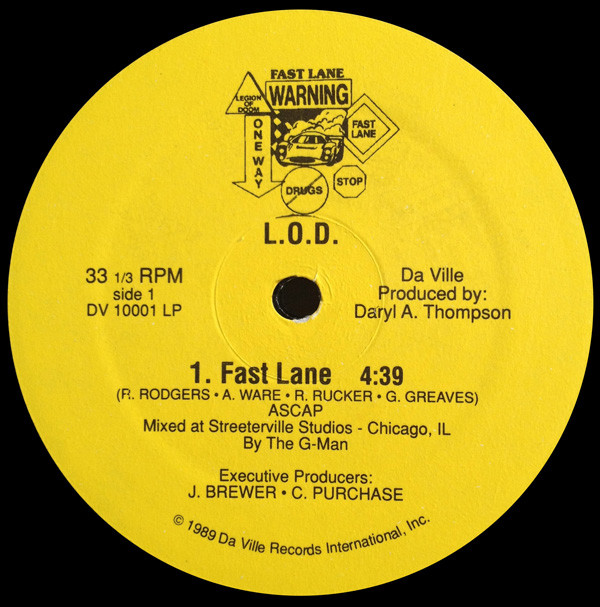 FAST LANE
WARNING
LEGION
OF
DOOM
ONE WAY
FAST
LANE
DRUGS
STOP
L.O.D.
33 1/3 RPM
side 1
DV 10001 LP
Da Ville
Produced by:
Daryl A. Thompson
1. Fast Lane 4:39
(R. RODGERS • A. WARE • R. RUCKER • G. GREAVES)
ASCAP
Mixed at Streeterville Studios - Chicago, IL
By The G-Man
Executive Producers:
J. BREWER • C. PURCHASE
© 1989 Da Ville Records International, Inc.